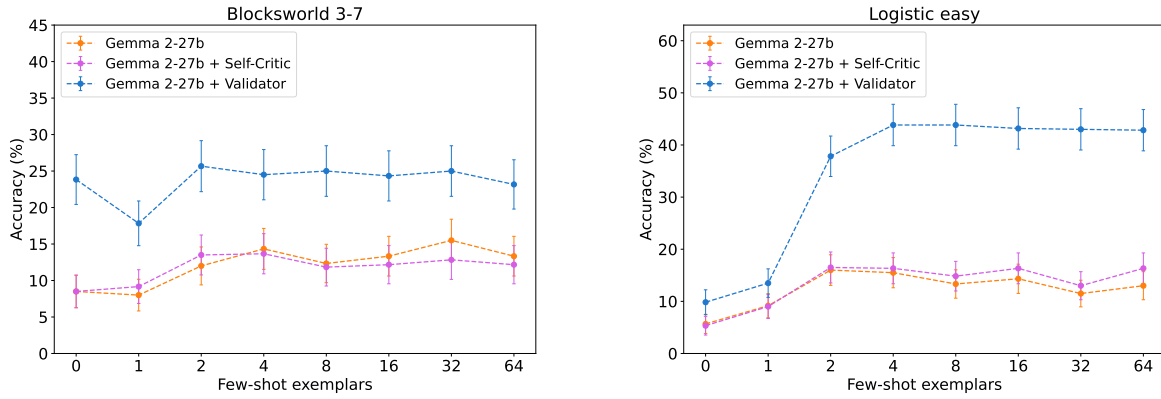 Blocksworld 3-7
45
40
35
30
25
20
15
10
5
0
Accuracy (%)
Gemma 2-27b
Gemma 2-27b + Self-Critic
Gemma 2-27b + Validator
0 1 2 4 8 16 32 64
Few-shot exemplars
Logistic easy
60
50
40
30
20
10
0
Accuracy (%)
Gemma 2-27b
Gemma 2-27b + Self-Critic
Gemma 2-27b + Validator
0 1 2 4 8 16 32 64
Few-shot exemplars